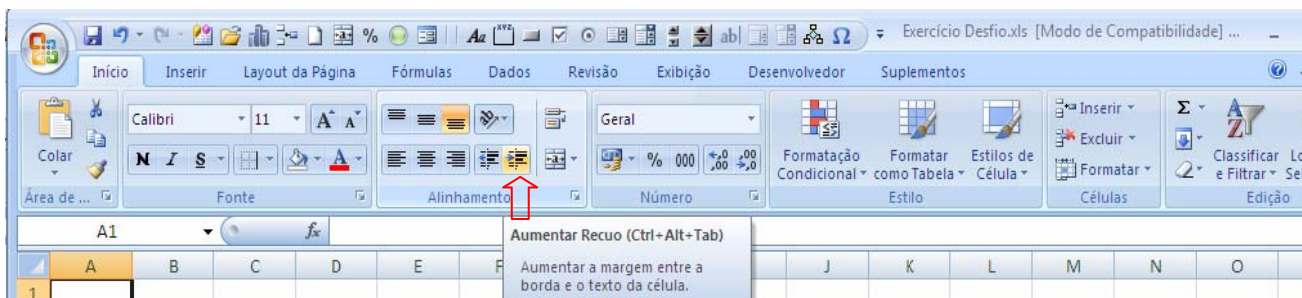 Exercício Desfio.xls [Modo de Compatibilidade] ...
Início Inserir Layout da Página Fórmulas Dados Revisão Exibição Desenvolvedor Suplementos
Calibri 11 Geral Inserir Σ
Excluir
Colar N I S A % 000 Formatação Condicional Formatar como Tabela Estilos de Célula Formatar Classificar e Filtrar
Área de ... Fonte Alinhamento Número Estilo Células Edição
A1 fx
Aumentar Recuo (Ctrl+Alt+Tab)
A B C D E F J K L M N O
Aumentar a margem entre a
borda e o texto da célula.
1